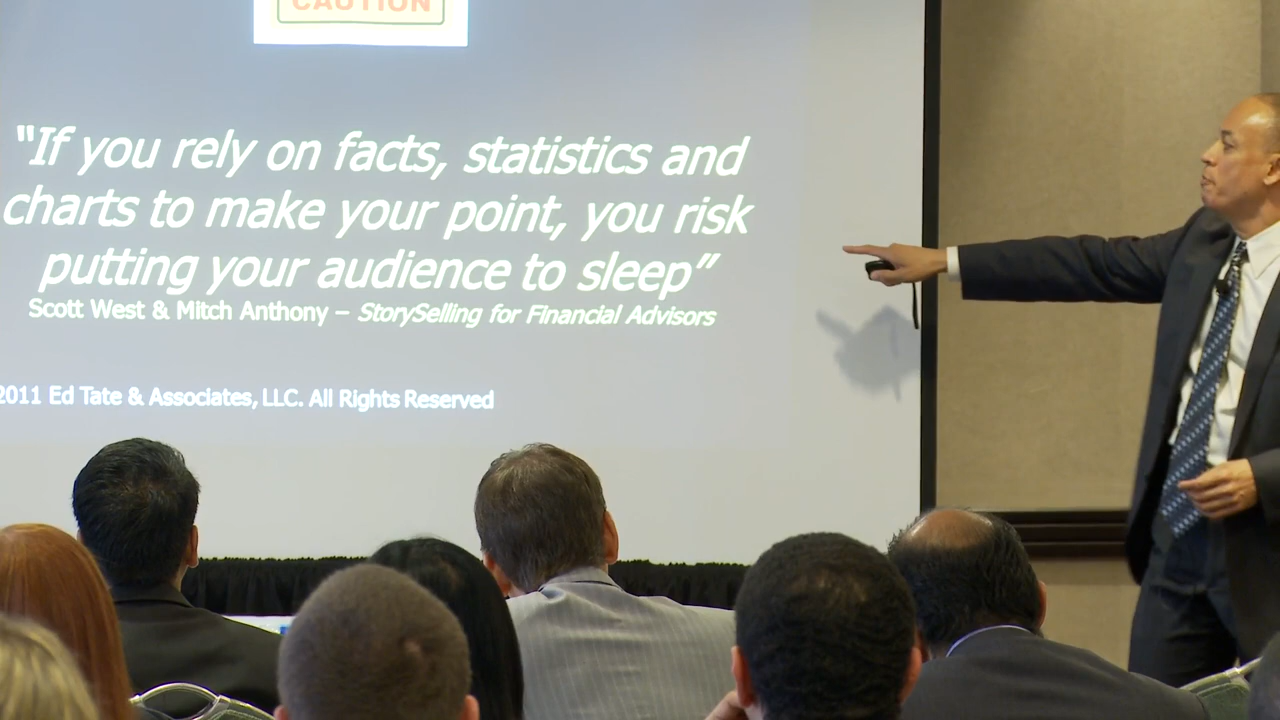 CAUTION
“If you rely on facts, statistics and
charts to make your point, you risk
putting your audience to sleep”
Scott West & Mitch Anthony – StorySelling for Financial Advisors
2011 Ed Tate & Associates, LLC. All Rights Reserved